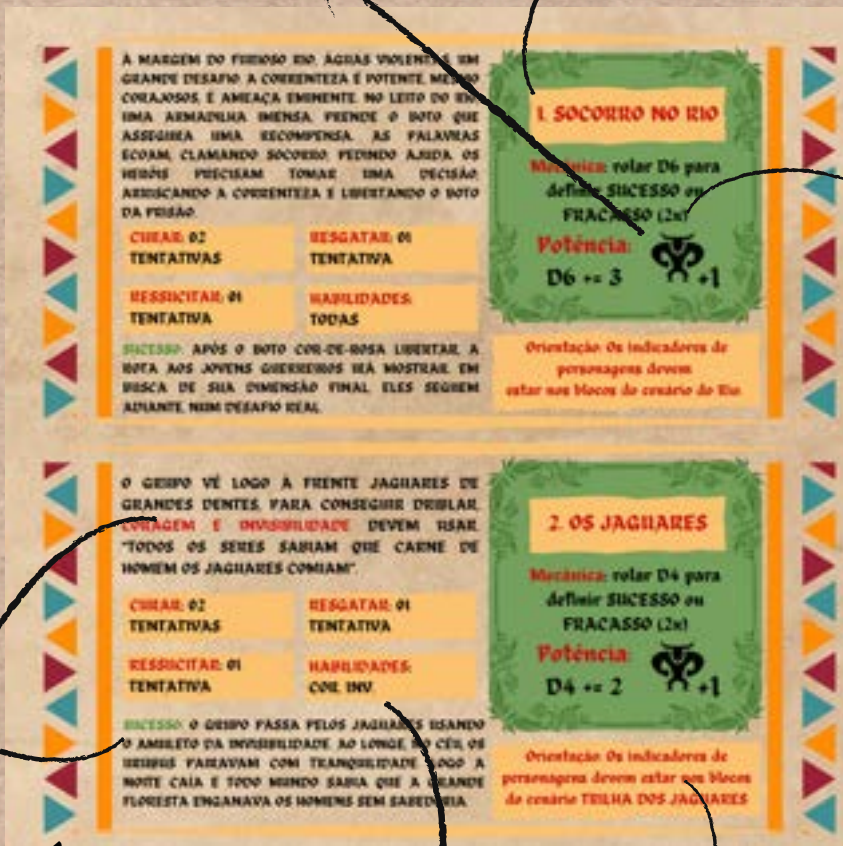 À MARGEM DO FURIOSO RIO, ÁGUAS VIOLENTAS, UM
GRANDE DESAFIO. A CORRENTEZA É POTENTE, MESMO
CORAJOSOS, É AMEAÇA EMINENTE. NO LEITO DO RIO,
UMA ARMADILHA IMENSA, PRENDE O BOTO QUE
ASSEGURA UMA RECOMPENSA. AS PALAVRAS
ECOAM, CLAMANDO SOCORRO, PEDINDO AJUDA. OS
HERÓIS PRECISAM TOMAR UMA DECISÃO,
ARRISCANDO A CORRENTEZA E LIBERTANDO O BOTO
DA PRISÃO.
CURAR: 02
TENTATIVAS
RESGATAR: 01
TENTATIVA
RESSUCITAR: 01
TENTATIVA
HABILIDADES:
TODAS
SUCESSO: APÓS O BOTO COR-DE-ROSA LIBERTAR, A
ROTA AOS JOVENS GUERREIROS IRÁ MOSTRAR. EM
BUSCA DE SUA DIMENSÃO FINAL, ELES SEGUEM
ADIANTE, NUM DESAFIO REAL.
1. SOCORRO NO RIO
Mecânica: rolar D6 para
definir SUCESSO ou
FRACASSO (2x)
Potência:
D6 += 3
+1
Orientação: Os indicadores de
personagens devem
estar nos blocos do cenário do Rio.
O GRUPO VÊ LOGO À FRENTE JAGUARES DE
GRANDES DENTES, PARA CONSEGUIR DRIBLAR,
CORAGEM E INVISIBILIDADE DEVEM USAR.
"TODOS OS SERES SABIAM QUE CARNE DE
HOMEM OS JAGUARES COMIAM".
CURAR: 02
TENTATIVAS
RESGATAR: 01
TENTATIVA
RESSUCITAR: 01
TENTATIVA
HABILIDADES:
COR, INV.
SUCESSO: O GRUPO PASSA PELOS JAGUARES USANDO
O AMULETO DA INVISIBILIDADE. AO LONGE, NO CÉU, OS
URUBUS PAIRAVAM COM TRANQUILIDADE. LOGO A
NOITE CAÍA E TODO MUNDO SABIA QUE A GRANDE
FLORESTA ENGANAVA OS HOMENS SEM SABEDORIA.
2. OS JAGUARES
Mecânica: rolar D4 para
definir SUCESSO ou
FRACASSO (2x)
Potência:
D4 += 2
+1
Orientação: Os indicadores de
personagens devem estar nos blocos
do cenário TRILHA DOS JAGUARES